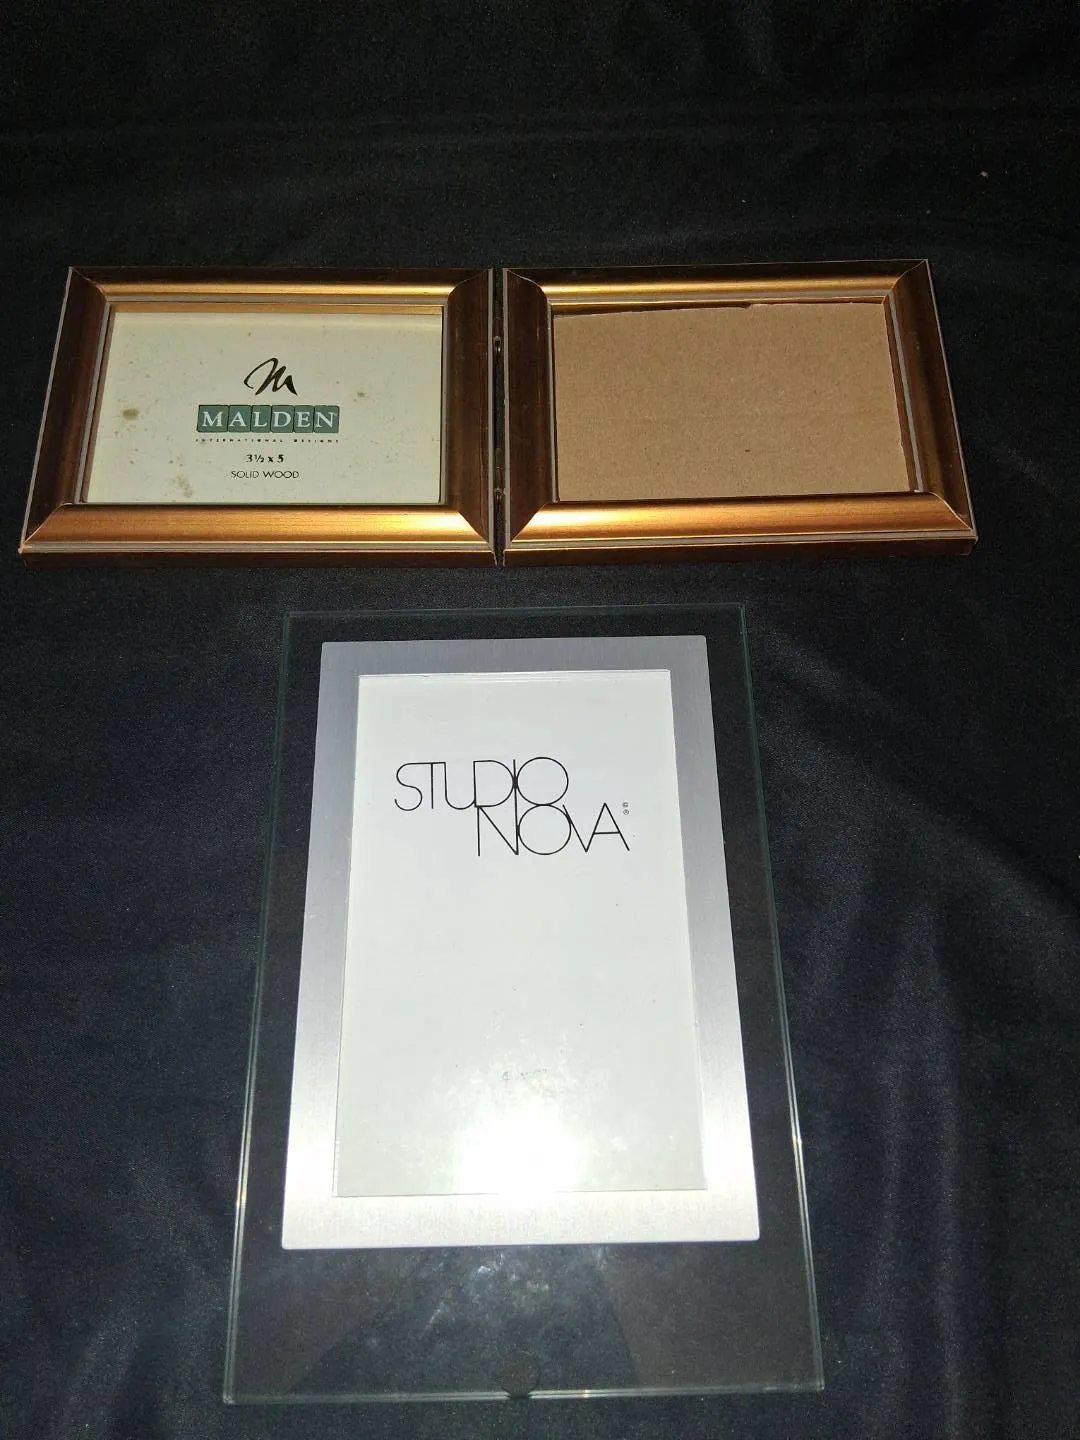 M
MALDEN
INTERNATIONAL DESIGNS
3½ x 5
SOLID WOOD
STUDIO
NOVA